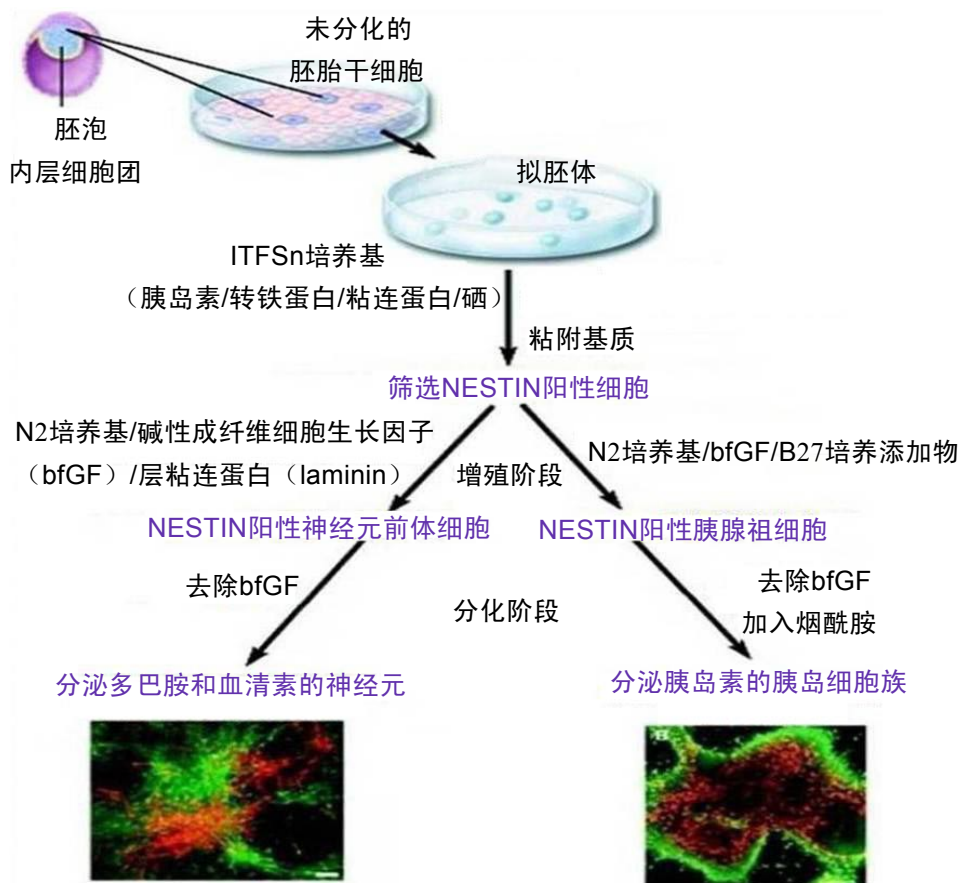 未分化的
胚胎干细胞
胚泡
内层细胞团
拟胚体
ITFSn培养基
（胰岛素/转铁蛋白/粘连蛋白/硒）
粘附基质
筛选NESTIN阳性细胞
N2培养基/碱性成纤维细胞生长因子
（bfGF）/层粘连蛋白（laminin）
增殖阶段
N2培养基/bfGF/B27培养添加物
NESTIN阳性神经元前体细胞
NESTIN阳性胰腺祖细胞
去除bfGF
分化阶段
去除bfGF
加入烟酰胺
分泌多巴胺和血清素的神经元
分泌胰岛素的胰岛细胞族
B